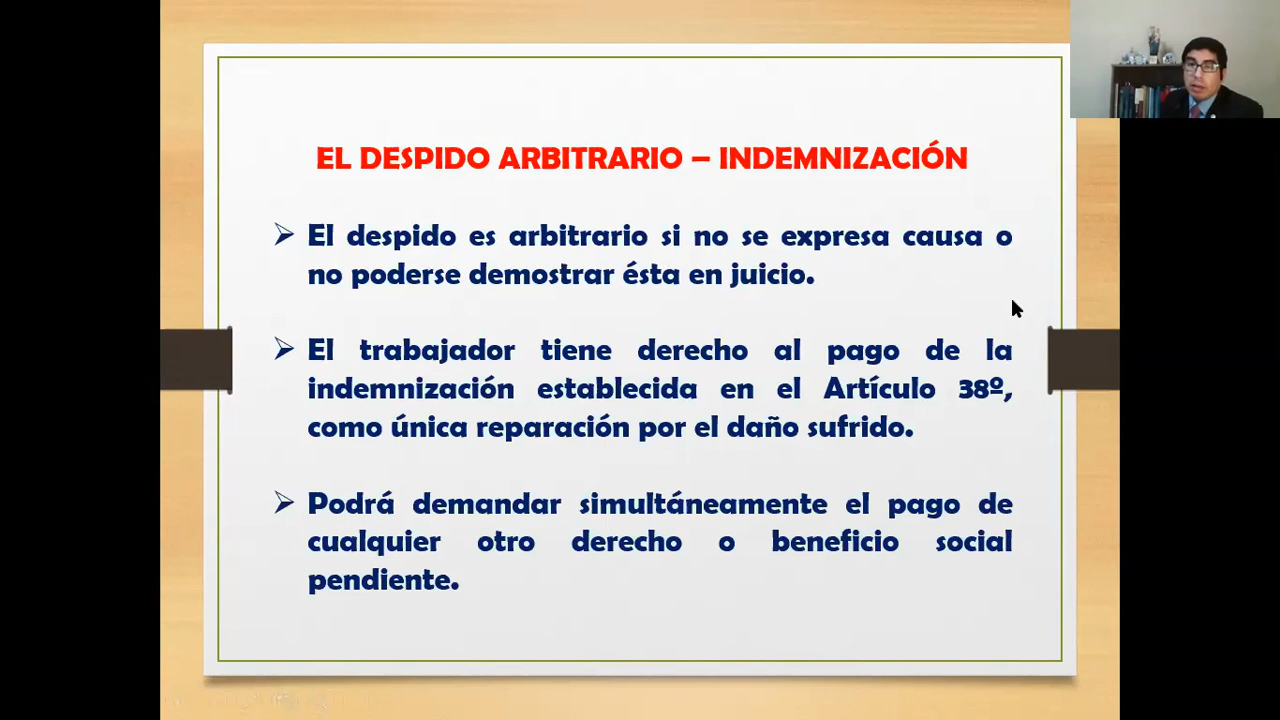 EL DESPIDO ARBITRARIO – INDEMNIZACIÓN
El despido es arbitrario si no se expresa causa o
no poderse demostrar ésta en juicio.
El trabajador tiene derecho al pago de la
indemnización establecida en el Artículo 38º,
como única reparación por el daño sufrido.
Podrá demandar simultáneamente el pago de
cualquier otro derecho o beneficio social
pendiente.